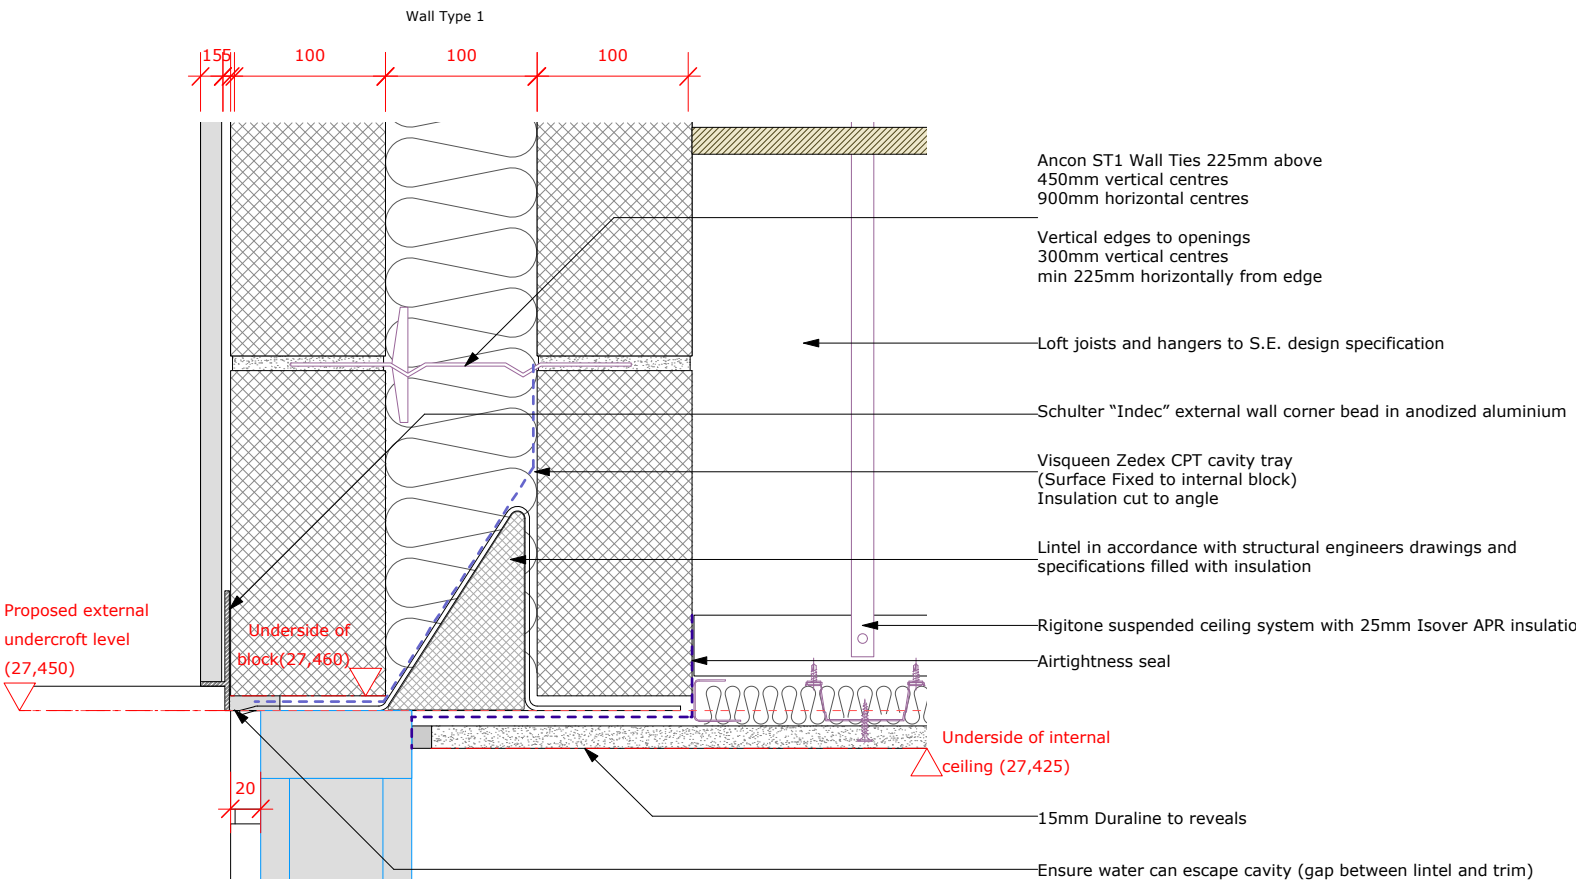 Wall Type 1
155
100
100
100
Ancon ST1 Wall Ties 225mm above
450mm vertical centres
900mm horizontal centres
Vertical edges to openings
300mm vertical centres
min 225mm horizontally from edge
Loft joists and hangers to S.E. design specification
Schulter “Indec” external wall corner bead in anodized aluminium
Visqueen Zedex CPT cavity tray
(Surface Fixed to internal block)
Insulation cut to angle
Lintel in accordance with structural engineers drawings and
specifications filled with insulation
Proposed external
undercroft level
(27,450)
Underside of
block(27,460)
Rigitone suspended ceiling system with 25mm Isover APR insulatio
Airtightness seal
Underside of internal
ceiling (27,425)
20
15mm Duraline to reveals
Ensure water can escape cavity (gap between lintel and trim)